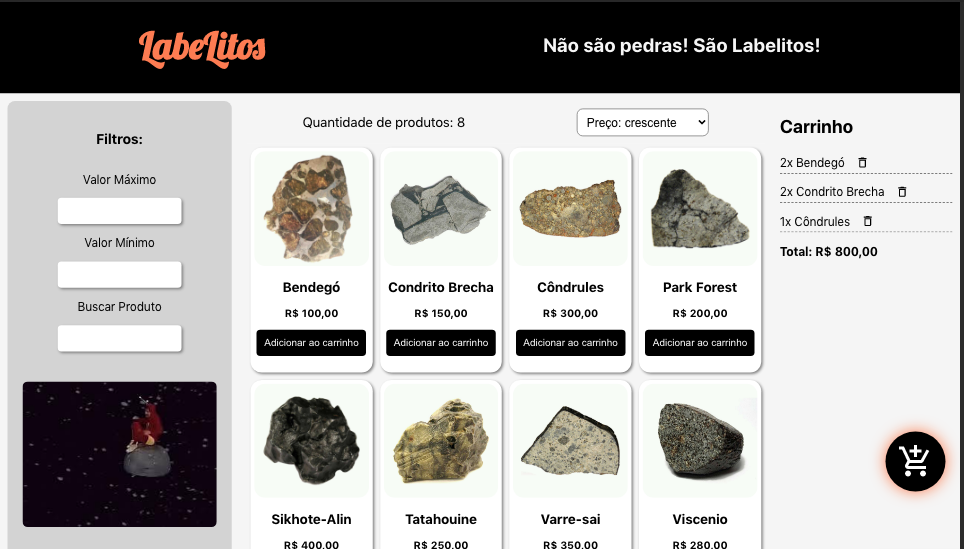 LabeLitos
Não são pedras! São Labelitos!
Filtros:
Valor Máximo
Valor Mínimo
Buscar Produto
Quantidade de produtos: 8
Preço: crescente
Bendegó
R$ 100,00
Adicionar ao carrinho
Condrito Brecha
R$ 150,00
Adicionar ao carrinho
Côndrules
R$ 300,00
Adicionar ao carrinho
Park Forest
R$ 200,00
Adicionar ao carrinho
Sikhote-Alin
R$ 400,00
Tatahouine
R$ 250,00
Varre-sai
R$ 350,00
Viscenio
R$ 280,00
Carrinho
2x Bendegó
2x Condrito Brecha
1x Côndrules
Total: R$ 800,00